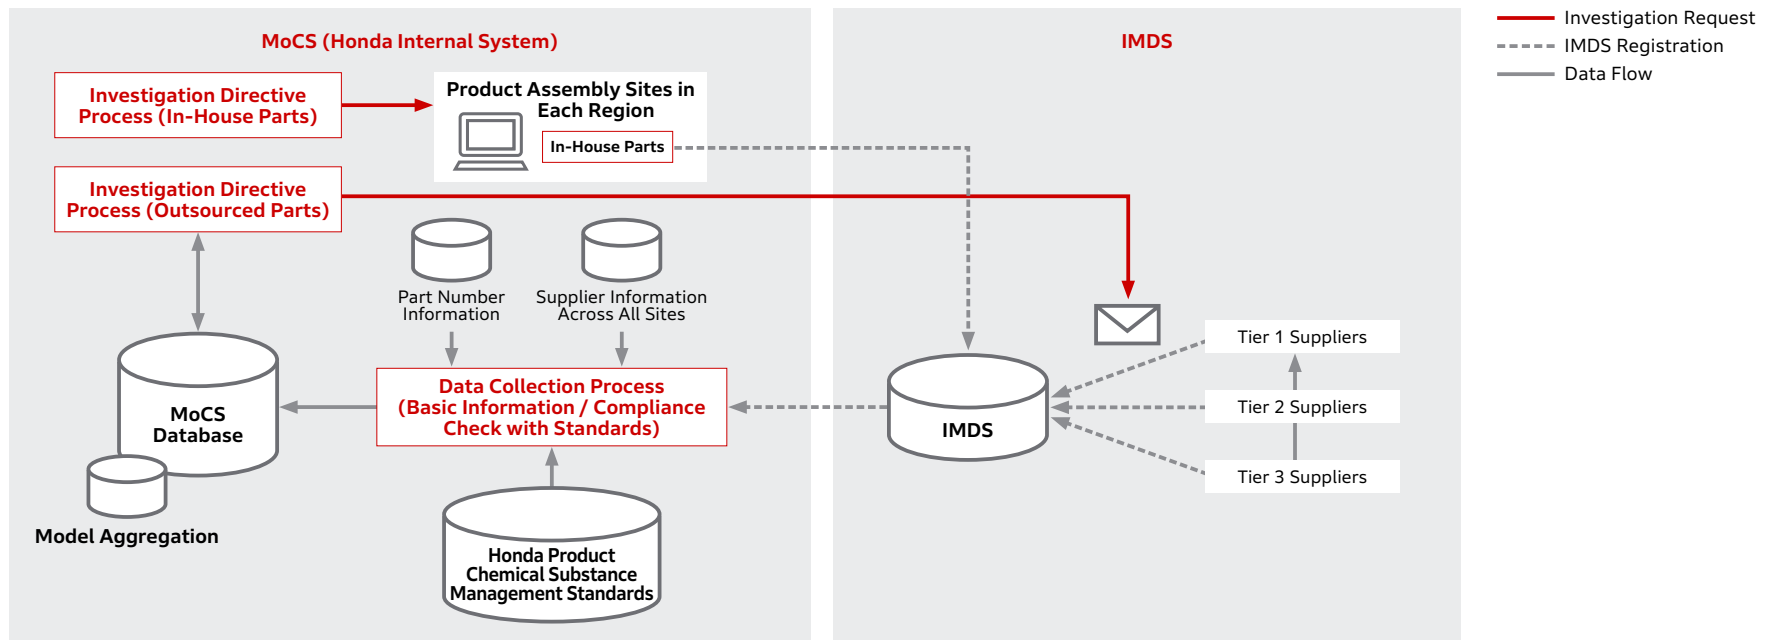 MoCS (Honda Internal System)
Investigation Directive
Process (In-House Parts)
Product Assembly Sites in
Each Region
In-House Parts
Investigation Directive
Process (Outsourced Parts)
Part Number
Information
Supplier Information
Across All Sites
Data Collection Process
(Basic Information / Compliance
Check with Standards)
MoCS
Database
Model Aggregation
Honda Product
Chemical Substance
Management Standards
IMDS
IMDS
Tier 1 Suppliers
Tier 2 Suppliers
Tier 3 Suppliers
Investigation Request
IMDS Registration
Data Flow